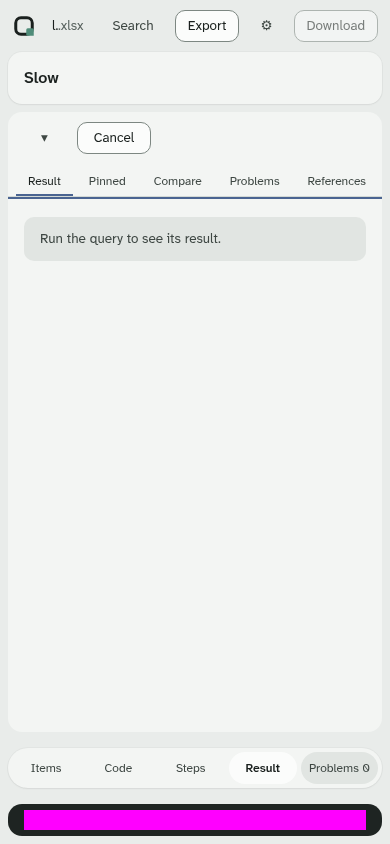 l..xlsx Search Export ⚙ Download
Slow
▼ Cancel
Result Pinned Compare Problems References
Run the query to see its result.
Items Code Steps Result Problems 0